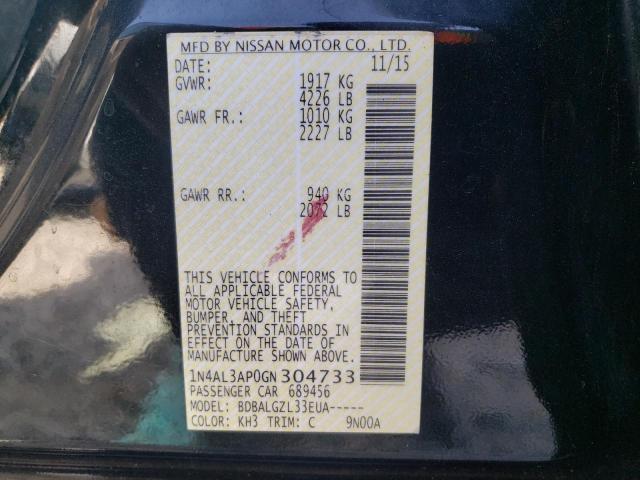 MFD BY NISSAN MOTOR CO., LTD.
DATE: 11/15
GVWR: 1917 KG
4226 LB
GAWR FR.: 1010 KG
2227 LB
GAWR RR.: 940 KG
2072 LB
THIS VEHICLE CONFORMS TO
ALL APPLICABLE FEDERAL
MOTOR VEHICLE SAFETY,
BUMPER, AND THEFT
PREVENTION STANDARDS IN
EFFECT ON THE DATE OF
MANUFACTURE SHOWN ABOVE.
1N4AL3AP0GN304733
PASSENGER CAR 689456
MODEL: BDBALGZL33EUA-----
COLOR: KH3 TRIM: C 9N00A